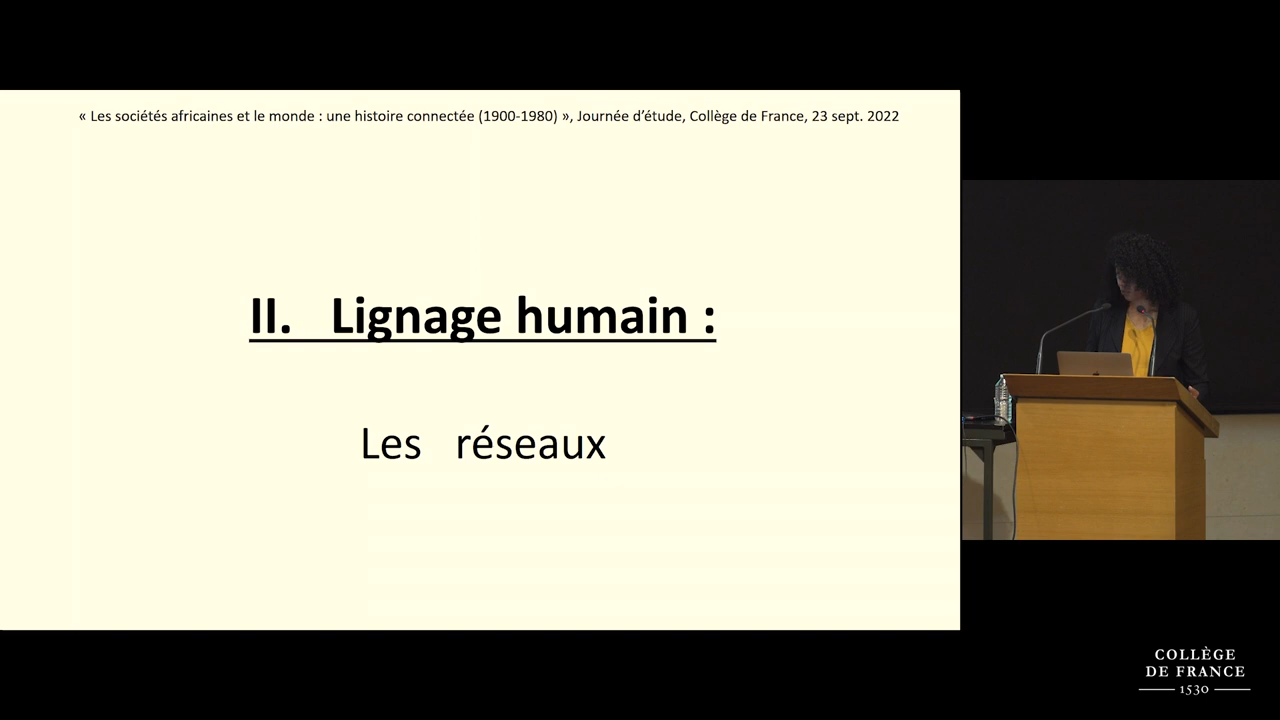 « Les sociétés africaines et le monde : une histoire connectée (1900-1980) », Journée d’étude, Collège de France, 23 sept. 2022
II. Lignage humain :
Les réseaux
COLLÈGE
DE FRANCE
1530